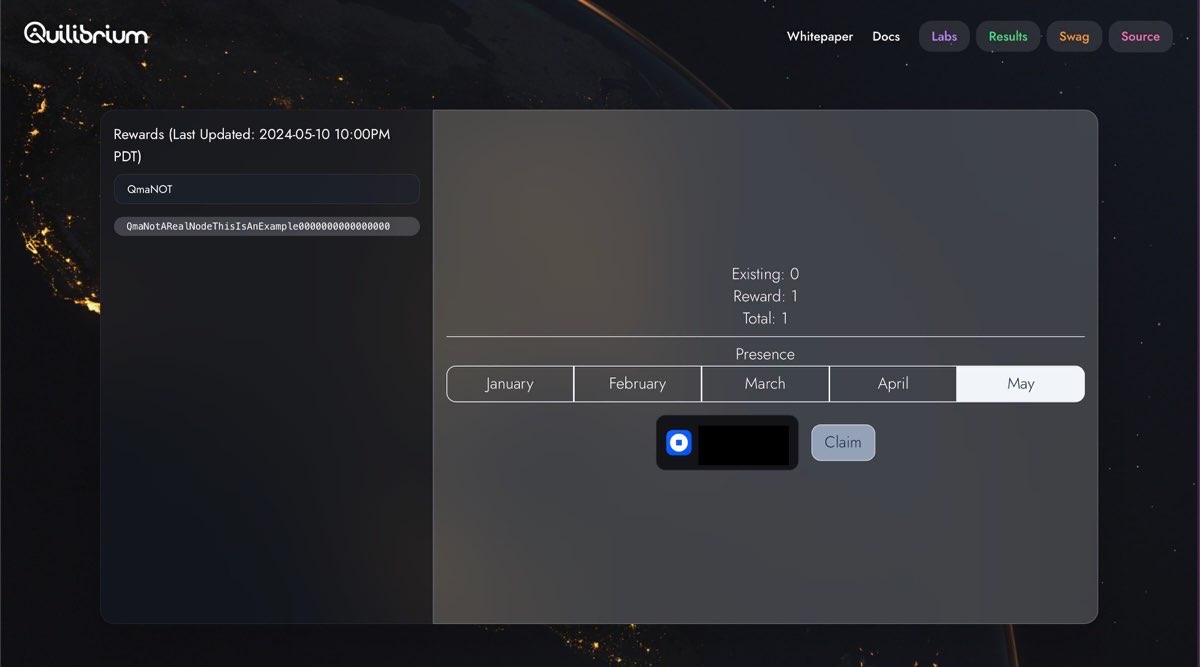 Quilibrium
Whitepaper
Docs
Labs
Results
Swag
Source
Rewards (Last Updated: 2024-05-10 10:00PM
PDT)
QmaNOT
QmaNotARealNodeThisIsAnExample0000000000000000
Existing: 0
Reward: 1
Total: 1
Presence
January
February
March
April
May
Claim